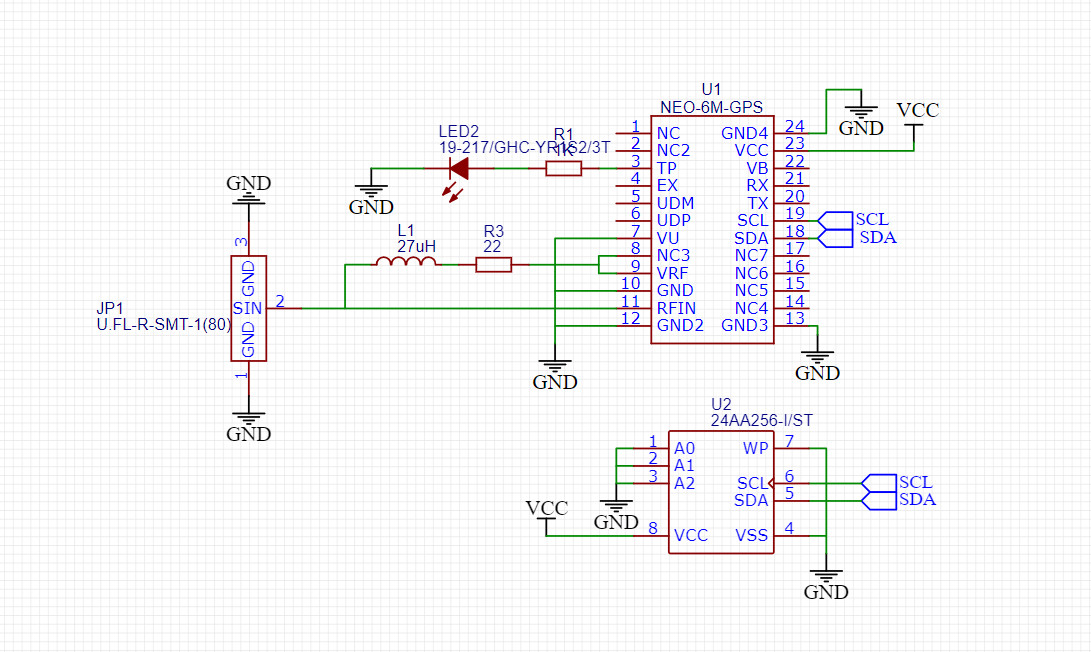 U1
NEO-6M-GPS
1 NC
2 NC2
3 TP
4 EX
5 UDM
6 UDP
7 VU
8 NC3
9 VRF
10 GND
11 RFIN
12 GND2
GND4 24
VCC 23
VB 22
RX 21
TX 20
SCL 19
SDA 18
NC7 17
NC6 16
NC5 15
NC4 14
GND3 13
GND
VCC
SCL
SDA
GND
LED2
19-217/GHC-YR1S2/3T
R1
1K
GND
GND
L1
27uH
R3
22
JP1
U.FL-R-SMT-1(80)
3
GND
SIN 2
GND
1
GND
GND
U2
24AA256-I/ST
1 A0
2 A1
3 A2
8 VCC
WP 7
SCL 6
SDA 5
VSS 4
SCL
SDA
GND
VCC
GND